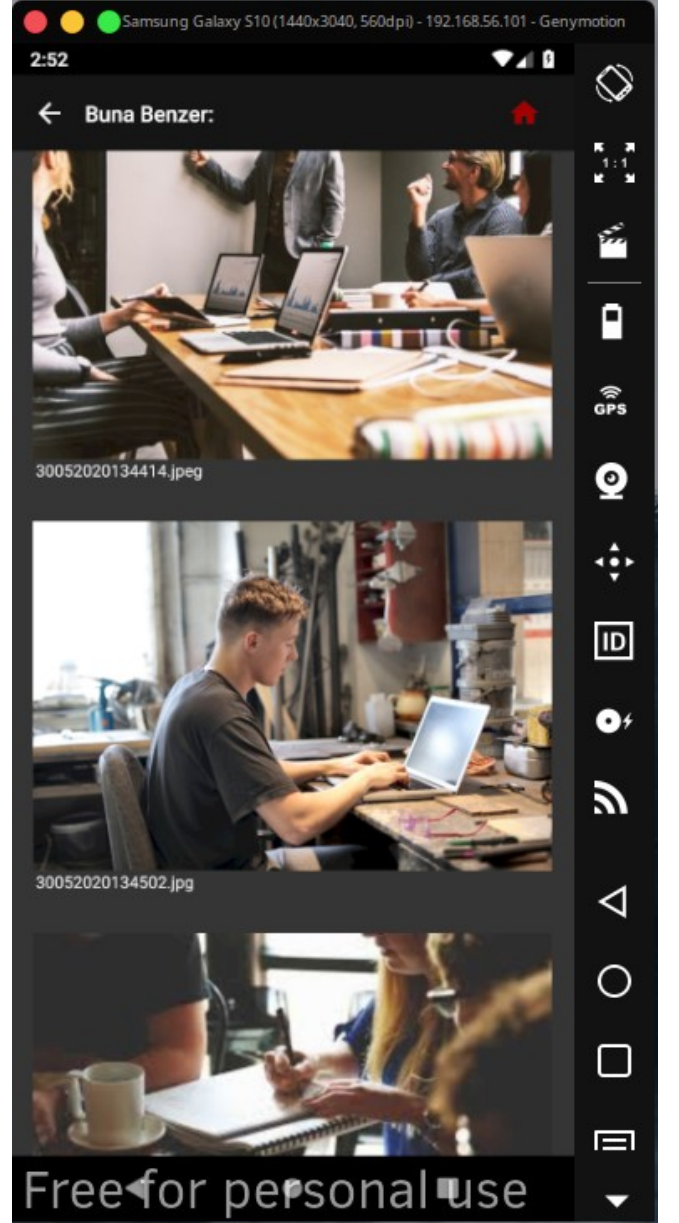 Samsung Galaxy S10 (1440x3040, 560dpi) - 192.168.56.101 - Genymotion
2:52
Buna Benzer:
1:1
GPS
30052020134414.jpeg
ID
30052020134502.jpg
Free for personal use